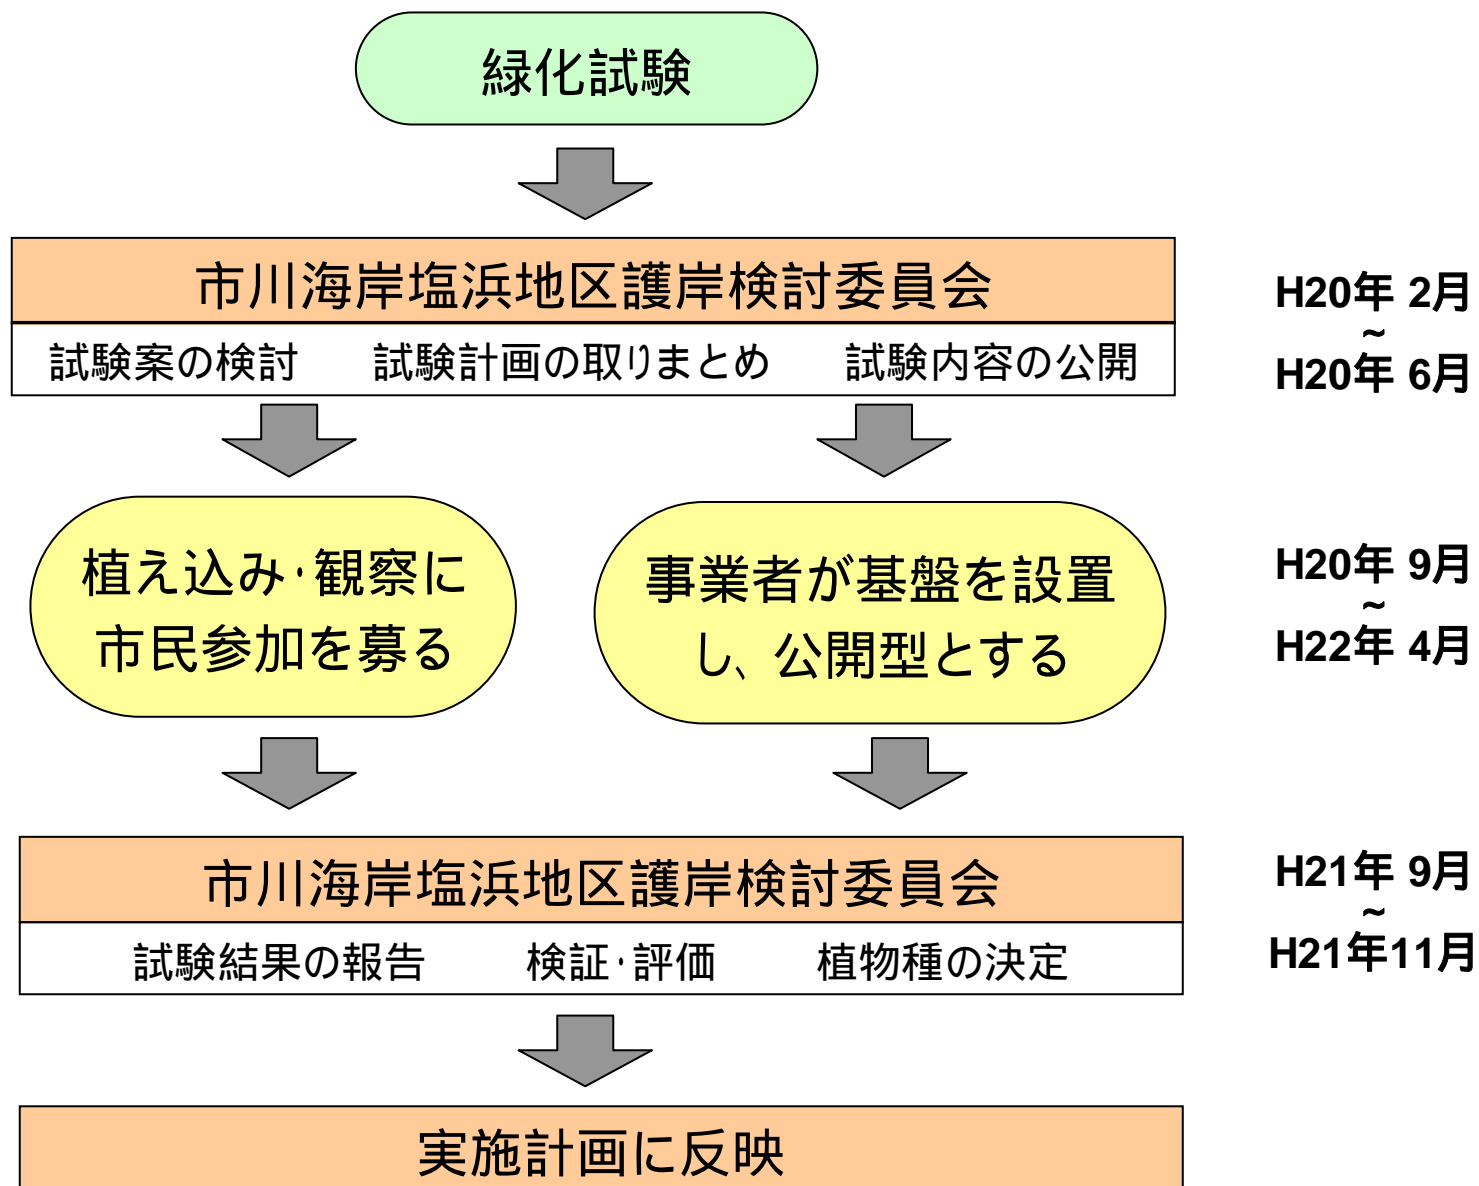 緑化試験
市川海岸塩浜地区護岸検討委員会
試験案の検討 試験計画の取りまとめ 試験内容の公開
H20年 2月
~
H20年 6月
植え込み・観察に
市民参加を募る
事業者が基盤を設置
し、公開型とする
H20年 9月
~
H22年 4月
市川海岸塩浜地区護岸検討委員会
試験結果の報告 検証・評価 植物種の決定
H21年 9月
~
H21年11月
実施計画に反映